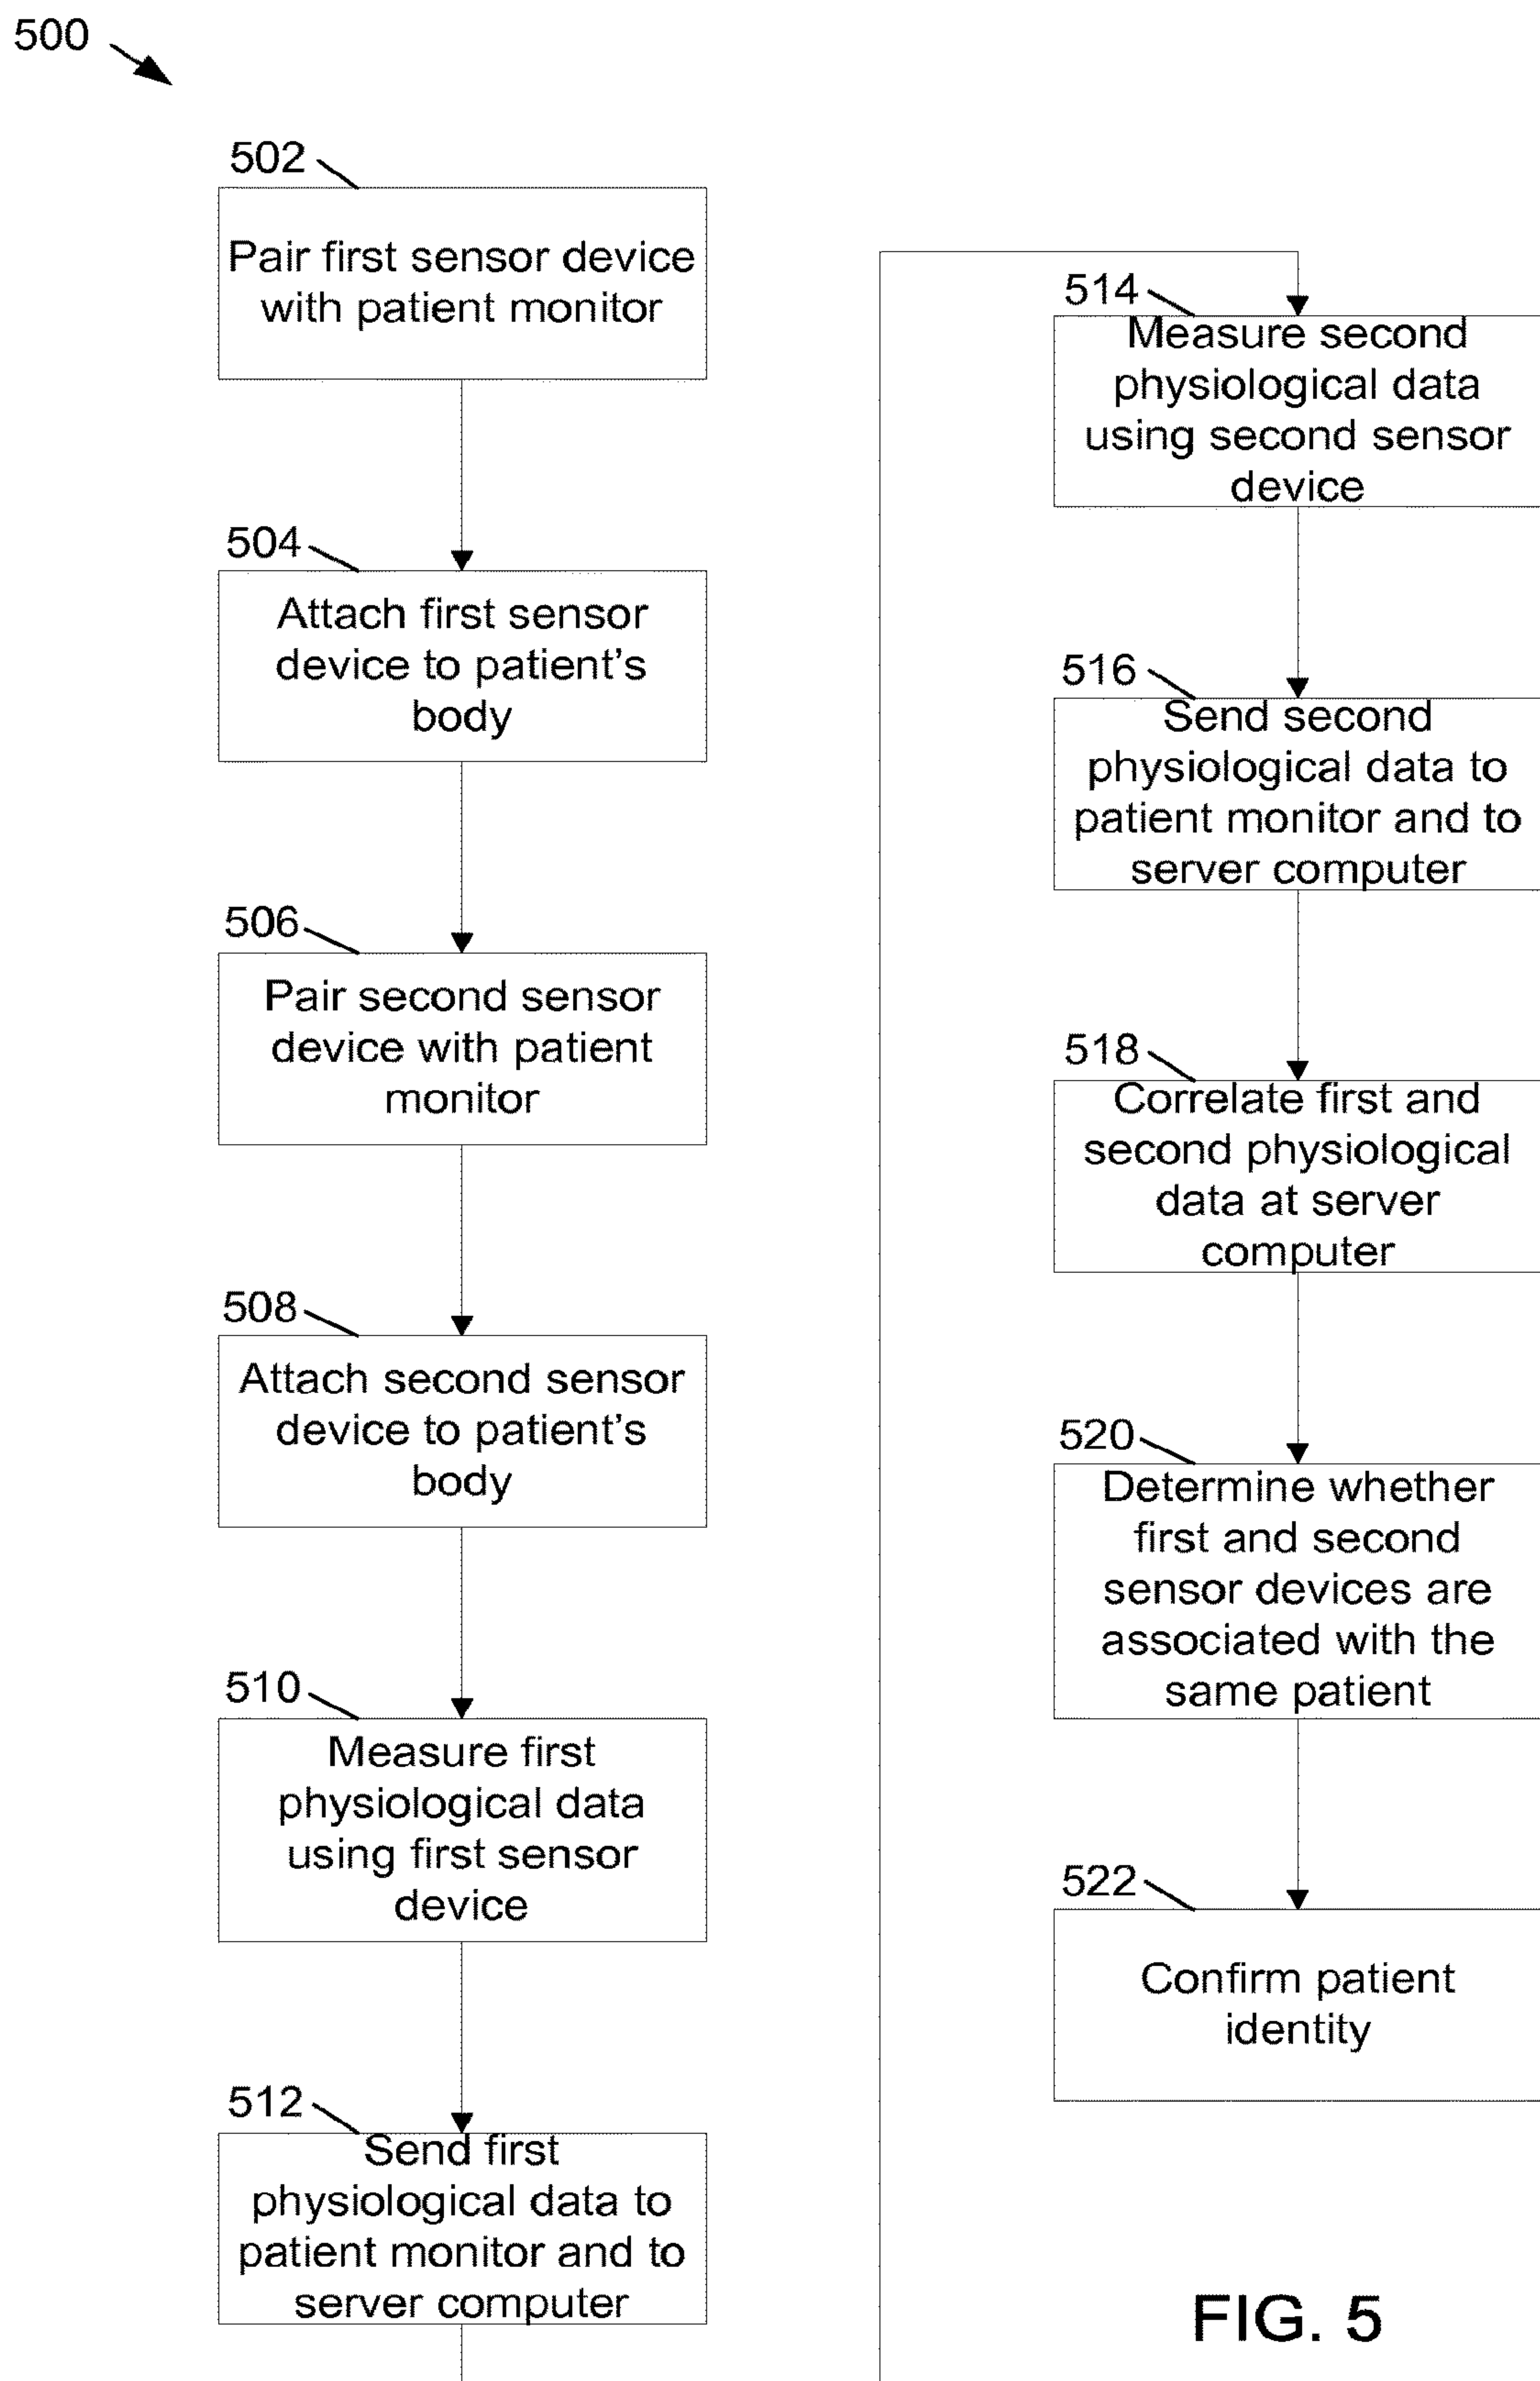 500
502
Pair first sensor device
with patient monitor
504
Attach first sensor
device to patient's
body
506
Pair second sensor
device with patient
monitor
508
Attach second sensor
device to patient's
body
510
Measure first
physiological data
using first sensor
device
512
Send first
physiological data to
patient monitor and to
server computer
514
Measure second
physiological data
using second sensor
device
516
Send second
physiological data to
patient monitor and to
server computer
518
Correlate first and
second physiological
data at server
computer
520
Determine whether
first and second
sensor devices are
associated with the
same patient
522
Confirm patient
identity
FIG. 5